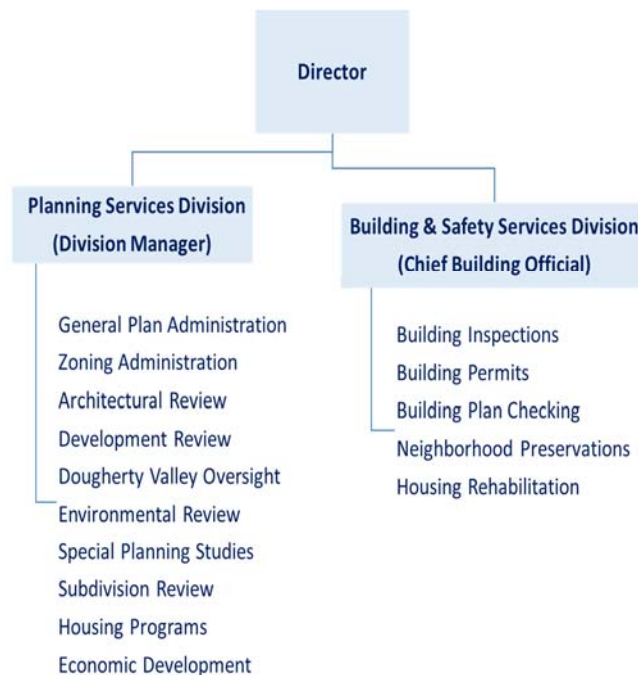 Director
Planning Services Division
(Division Manager)
General Plan Administration
Zoning Administration
Architectural Review
Development Review
Dougherty Valley Oversight
Environmental Review
Special Planning Studies
Subdivision Review
Housing Programs
Economic Development
Building & Safety Services Division
(Chief Building Official)
Building Inspections
Building Permits
Building Plan Checking
Neighborhood Preservations
Housing Rehabilitation